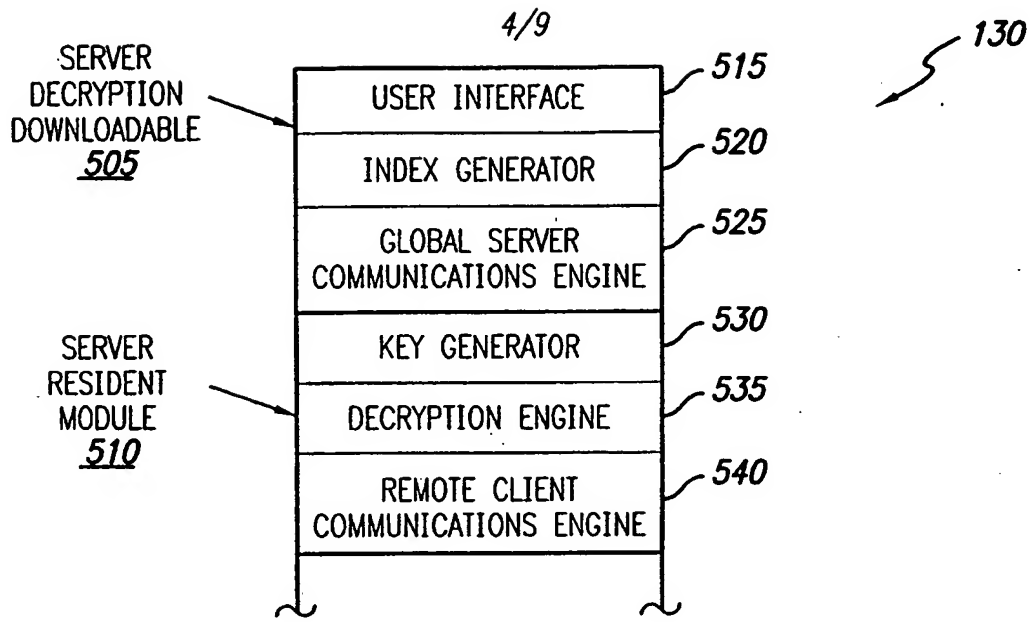 4/9
130
SERVER
DECRYPTION
DOWNLOADABLE
505
USER INTERFACE
515
INDEX GENERATOR
520
GLOBAL SERVER
COMMUNICATIONS ENGINE
525
SERVER
RESIDENT
MODULE
510
KEY GENERATOR
530
DECRYPTION ENGINE
535
REMOTE CLIENT
COMMUNICATIONS ENGINE
540